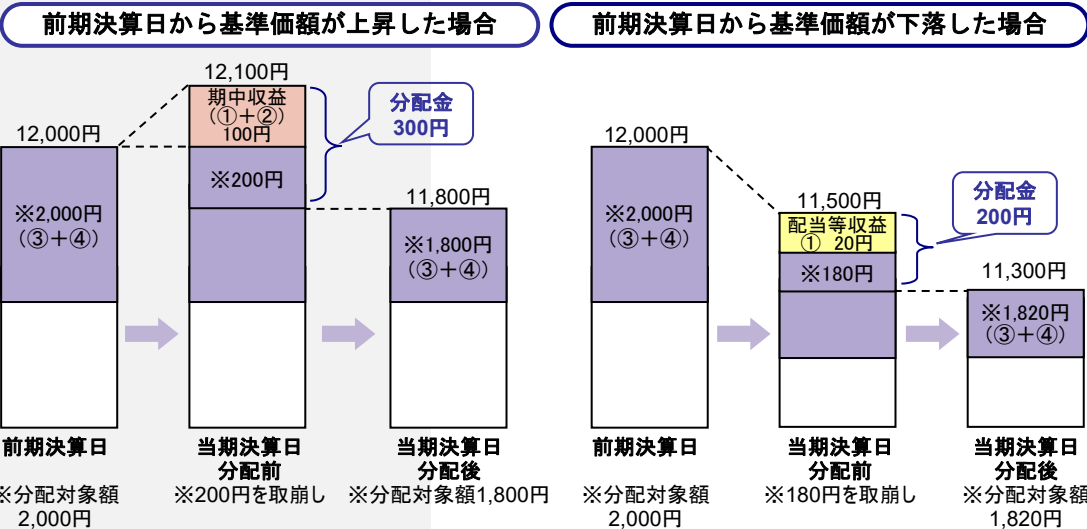 前期決算日から基準価額が上昇した場合
12,100円
期中収益
(①＋②)
100円
分配金
300円
12,000円
※2,000円
(③＋④)
※200円
11,800円
※1,800円
(③＋④)
前期決算日
当期決算日
分配前
当期決算日
分配後
※分配対象額
2,000円
※200円を取崩し
※分配対象額1,800円
前期決算日から基準価額が下落した場合
12,000円
※2,000円
(③＋④)
11,500円
配当等収益
① 20円
※180円
分配金
200円
11,300円
※1,820円
(③＋④)
前期決算日
当期決算日
分配前
当期決算日
分配後
※分配対象額
2,000円
※180円を取崩し
※分配対象額
1,820円